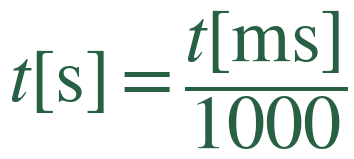 t[s] = t[ms] / 1000